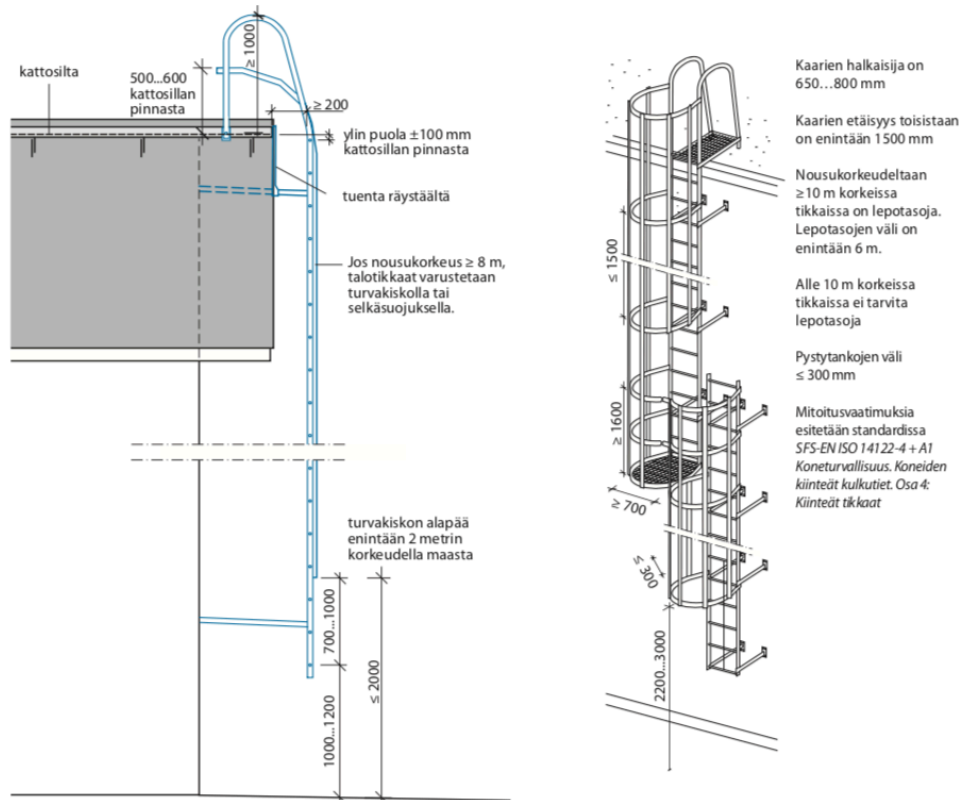 kattosilta
500...600
kattosillan
pinnasta
≥ 1000
≥ 200
ylin puola ±100 mm
kattosillan pinnasta
tuenta räystäältä
Jos nousukorkeus ≥ 8 m,
talotikkaat varustetaan
turvakiskolla tai
selkäsuojuksella.
turvakiskon alapää
enintään 2 metrin
korkeudella maasta
700...1000
≤ 2000
1000...1200
≤ 1500
≥ 1600
≥ 700
≤ 300
2200...3000
Kaarien halkaisija on
650…800 mm
Kaarien etäisyys toisistaan
on enintään 1500 mm
Nousukorkeudeltaan
≥10 m korkeissa
tikkaissa on lepotasoja.
Lepotasojen väli on
enintään 6 m.
Alle 10 m korkeissa
tikkaissa ei tarvita
lepotasoja
Pystytankojen väli
≤ 300 mm
Mitoitusvaatimuksia
esitetään standardissa
SFS-EN ISO 14122-4 + A1
Koneturvallisuus. Koneiden
kiinteät kulkutiet. Osa 4:
Kiinteät tikkaat